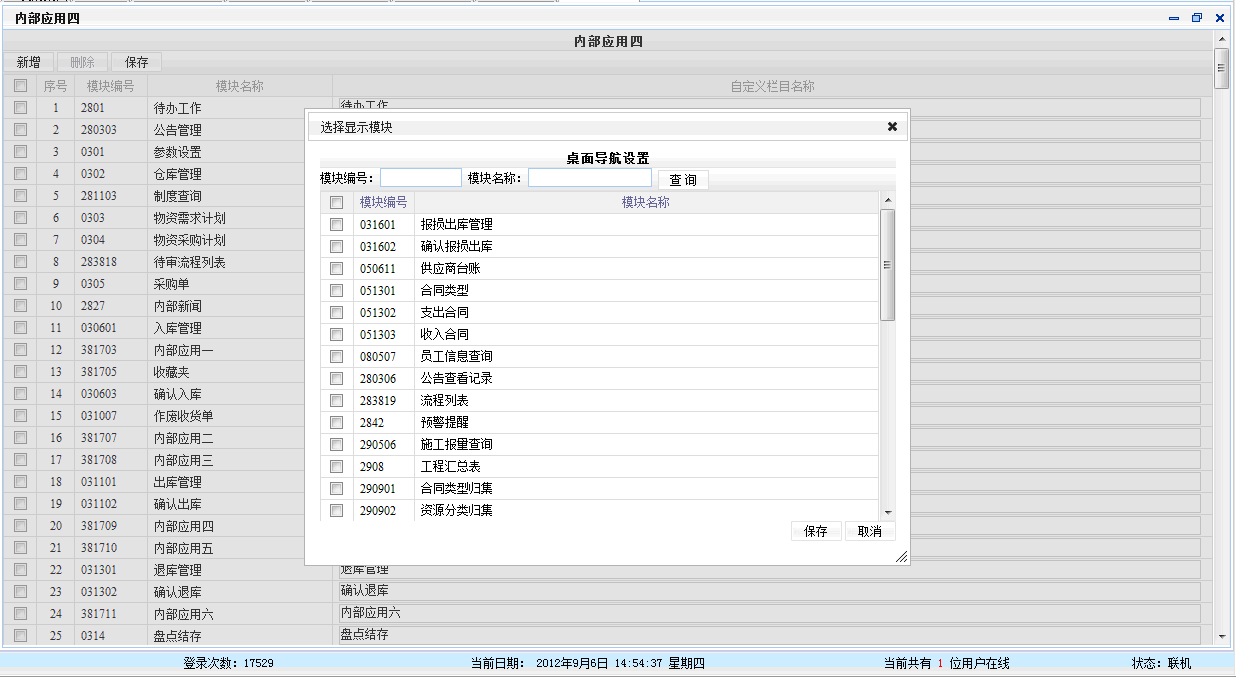 内部应用四
内部应用四
新增 删除 保存
序号 模块编号 模块名称 自定义栏目名称
1 2801 待办工作 待办工作
2 280303 公告管理
3 0301 参数设置
4 0302 仓库管理
5 281103 制度查询
6 0303 物资需求计划
7 0304 物资采购计划
8 283818 待审流程列表
9 0305 采购单
10 2827 内部新闻
11 030601 入库管理
12 381703 内部应用一
13 381705 收藏夹
14 030603 确认入库
15 031007 作废收货单
16 381707 内部应用二
17 381708 内部应用三
18 031101 出库管理
19 031102 确认出库
20 381709 内部应用四
21 381710 内部应用五
22 031301 退库管理 退库管理
23 031302 确认退库 确认退库
24 381711 内部应用六 内部应用六
25 0314 盘点结存 盘点结存
选择显示模块
桌面导航设置
模块编号: 模块名称: 查询
模块编号 模块名称
031601 报损出库管理
031602 确认报损出库
050611 供应商台账
051301 合同类型
051302 支出合同
051303 收入合同
080507 员工信息查询
280306 公告查看记录
283819 流程列表
2842 预警提醒
290506 施工报量查询
2908 工程汇总表
290901 合同类型归集
290902 资源分类归集
保存 取消
登录次数: 17529 当前日期: 2012年9月6日 14:54:37 星期四 当前共有 1 位用户在线 状态: 联机